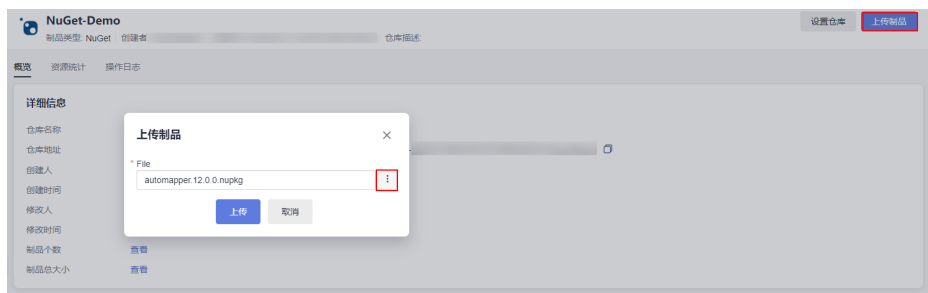 NuGet-Demo
设置仓库 上传制品
制品类型: NuGet 创建者 仓库描述:
概览 资源统计 操作日志
详细信息
仓库名称
仓库地址
创建人
创建时间
修改人
修改时间
制品个数 查看
制品总大小 查看
上传制品
* File
automapper.12.0.0.nupkg
上传 取消